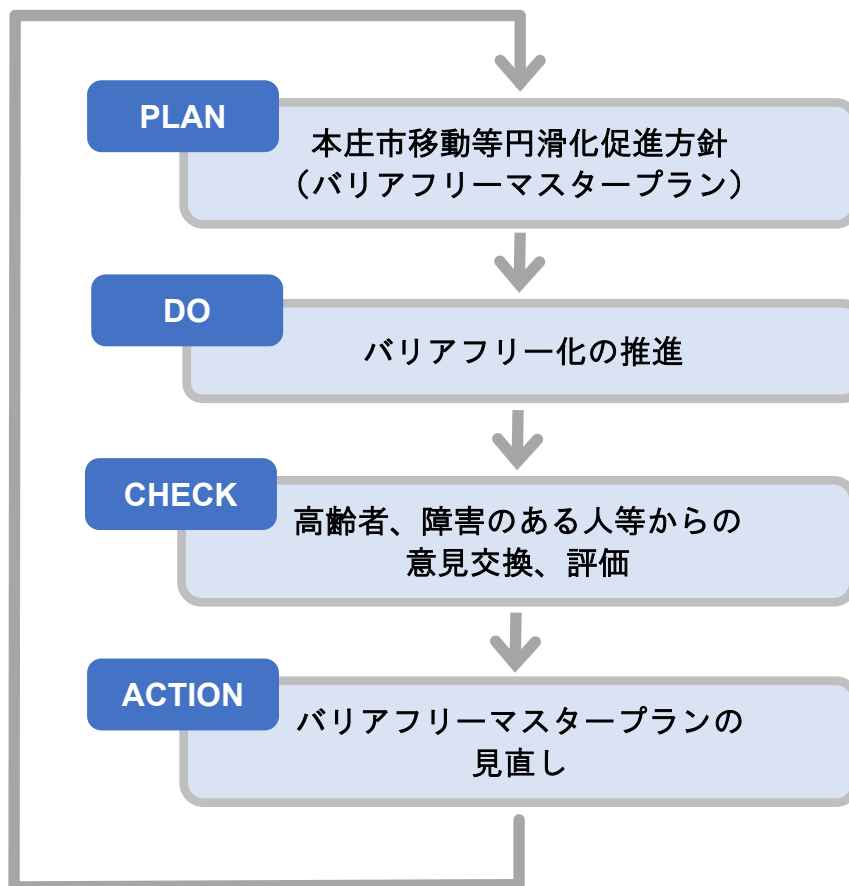 PLAN
本庄市移動等円滑化促進方針
（バリアフリーマスタープラン）
DO
バリアフリー化の推進
CHECK
高齢者、障害のある人等からの
意見交換、評価
ACTION
バリアフリーマスタープランの
見直し